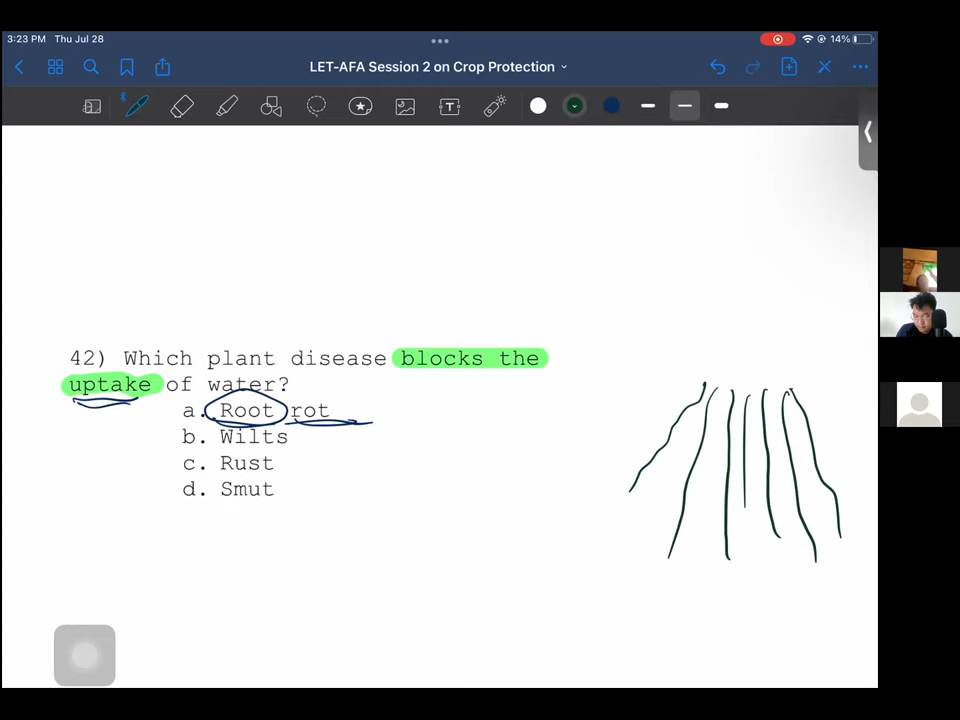 3:23 PM Thu Jul 28
14%
LET-AFA Session 2 on Crop Protection
42) Which plant disease blocks the
uptake of water?
a. Root rot
b. Wilts
c. Rust
d. Smut